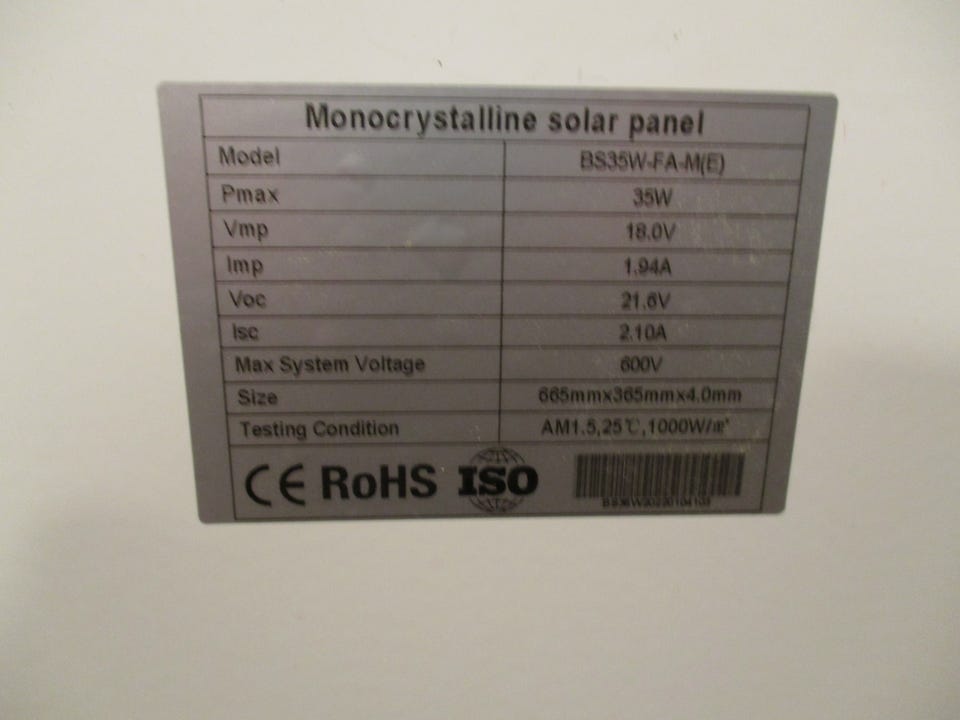 Monocrystalline solar panel
Model BS35W-FA-M(E)
Pmax 35W
Vmp 18.0V
Imp 1.94A
Voc 21.6V
Isc 2.10A
Max System Voltage 600V
Size 665mmx365mmx4.0mm
Testing Condition AM1.5,25℃,1000W/㎡
CE RoHS ISO